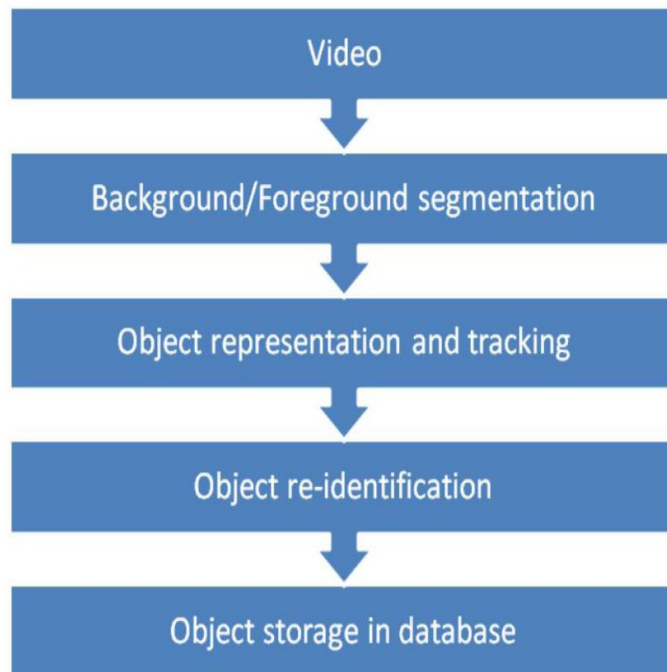 Video
Background/Foreground segmentation
Object representation and tracking
Object re-identification
Object storage in database